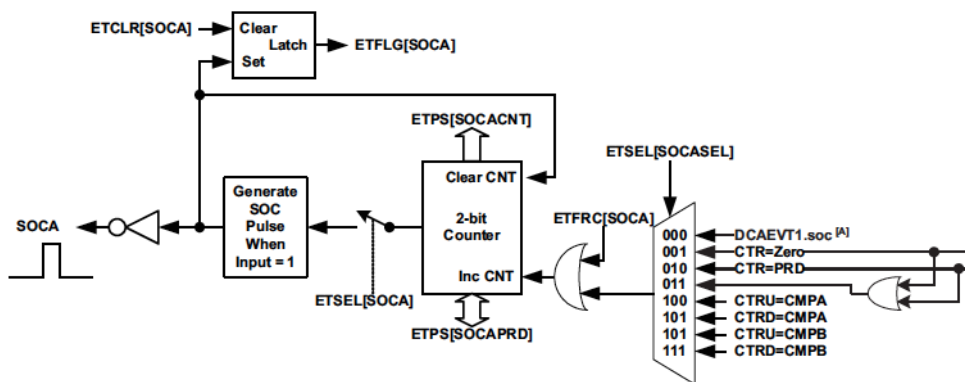 ETCLR[SOCA]
Clear
Latch
Set
ETFLG[SOCA]
ETPS[SOCACNT]
ETSEL[SOCASEL]
Clear CNT
Generate
SOC
Pulse
When
Input = 1
SOCA
2-bit
Counter
ETFRC[SOCA]
Inc CNT
ETSEL[SOCA]
ETPS[SOCAPRD]
000 DCAEVT1.soc [A]
001 CTR=Zero
010 CTR=PRD
011
100 CTRU=CMPA
101 CTRD=CMPA
101 CTRU=CMPB
111 CTRD=CMPB